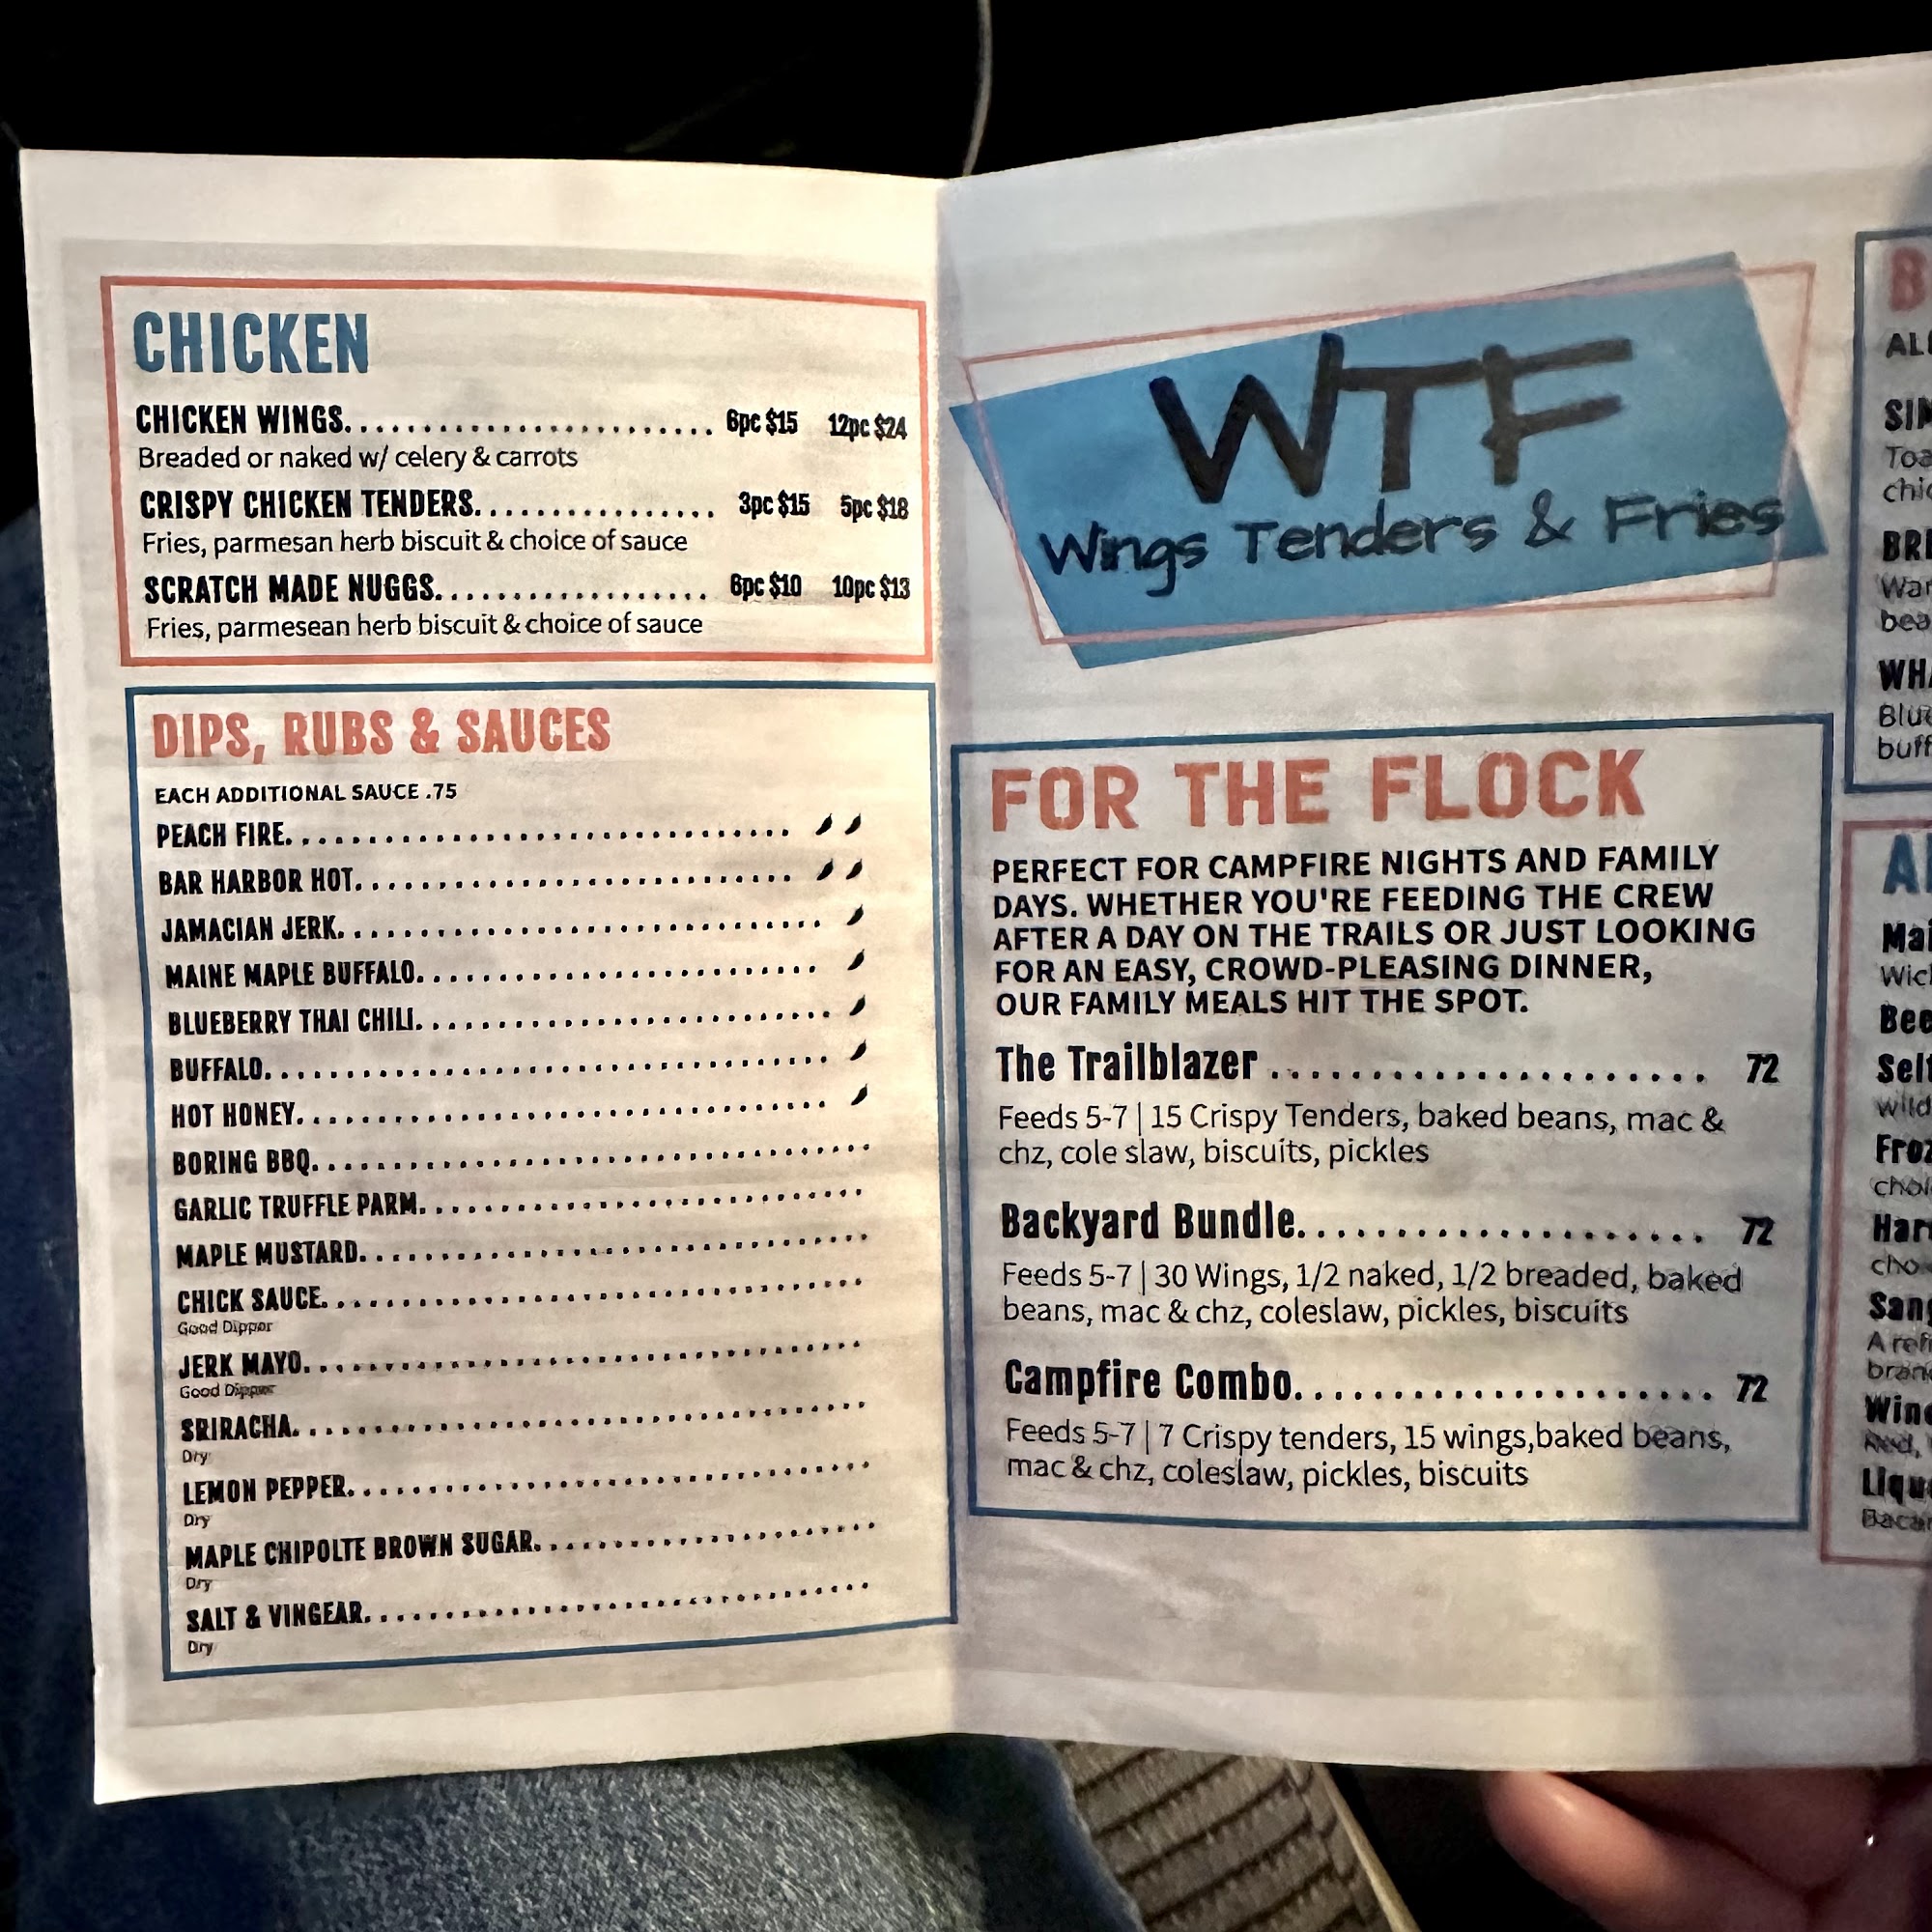 CHICKEN
CHICKEN WINGS........................ 6pc $15 12pc $24
Breaded or naked w/ celery & carrots
CRISPY CHICKEN TENDERS................ 3pc $15 5pc $18
Fries, parmesan herb biscuit & choice of sauce
SCRATCH MADE NUGGS.................. 6pc $10 10pc $13
Fries, parmesean herb biscuit & choice of sauce
DIPS, RUBS & SAUCES
EACH ADDITIONAL SAUCE .75
PEACH FIRE.................................
BAR HARBOR HOT............................
JAMACIAN JERK...............................
MAINE MAPLE BUFFALO.........................
BLUEBERRY THAI CHILI..........................
BUFFALO....................................
HOT HONEY.................................
BORING BBQ...................................
GARLIC TRUFFLE PARM............................
MAPLE MUSTARD................................
CHICK SAUCE..................................
Good Dipper
JERK MAYO...................................
Good Dipper
SRIRACHA....................................
Dry
LEMON PEPPER................................
Dry
MAPLE CHIPOLTE BROWN SUGAR.....................
Dry
SALT & VINGEAR...............................
Dry
WTF
Wings Tenders & Fries
FOR THE FLOCK
PERFECT FOR CAMPFIRE NIGHTS AND FAMILY
DAYS. WHETHER YOU'RE FEEDING THE CREW
AFTER A DAY ON THE TRAILS OR JUST LOOKING
FOR AN EASY, CROWD-PLEASING DINNER,
OUR FAMILY MEALS HIT THE SPOT.
The Trailblazer ...................... 72
Feeds 5-7 | 15 Crispy Tenders, baked beans, mac &
chz, cole slaw, biscuits, pickles
Backyard Bundle..................... 72
Feeds 5-7 | 30 Wings, 1/2 naked, 1/2 breaded, baked
beans, mac & chz, coleslaw, pickles, biscuits
Campfire Combo...................... 72
Feeds 5-7 | 7 Crispy tenders, 15 wings,baked beans,
mac & chz, coleslaw, pickles, biscuits